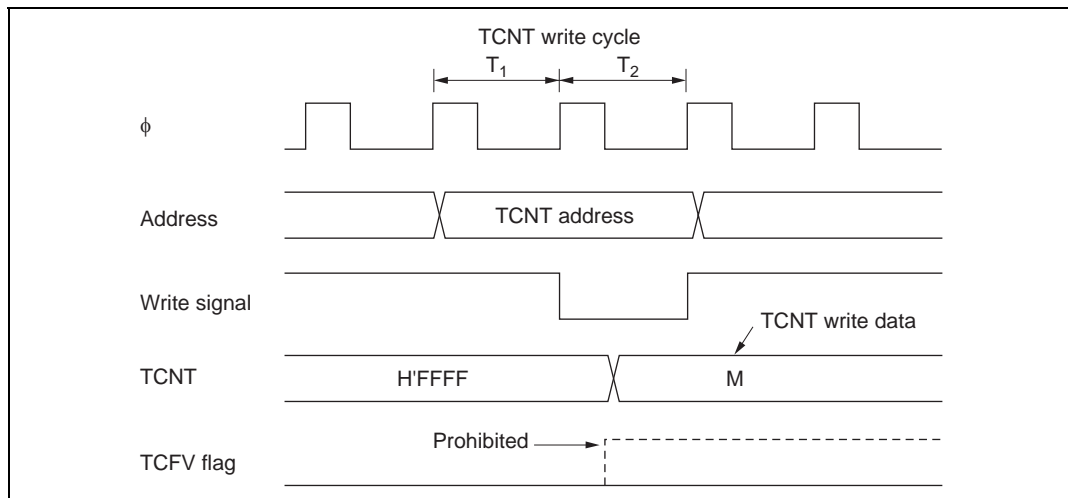 TCNT write cycle
T1 T2
ϕ
Address TCNT address
Write signal
TCNT write data
TCNT H'FFFF M
Prohibited
TCFV flag